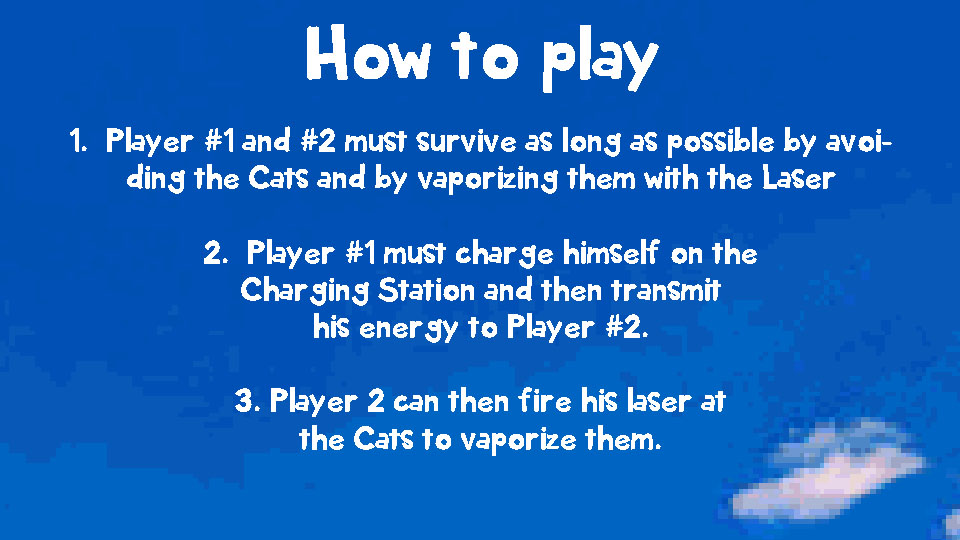 How to play
1. Player #1 and #2 must survive as long as possible by avoi-
ding the Cats and by vaporizing them with the Laser
2. Player #1 must charge himself on the
Charging Station and then transmit
his energy to Player #2.
3. Player 2 can then fire his laser at
the Cats to vaporize them.